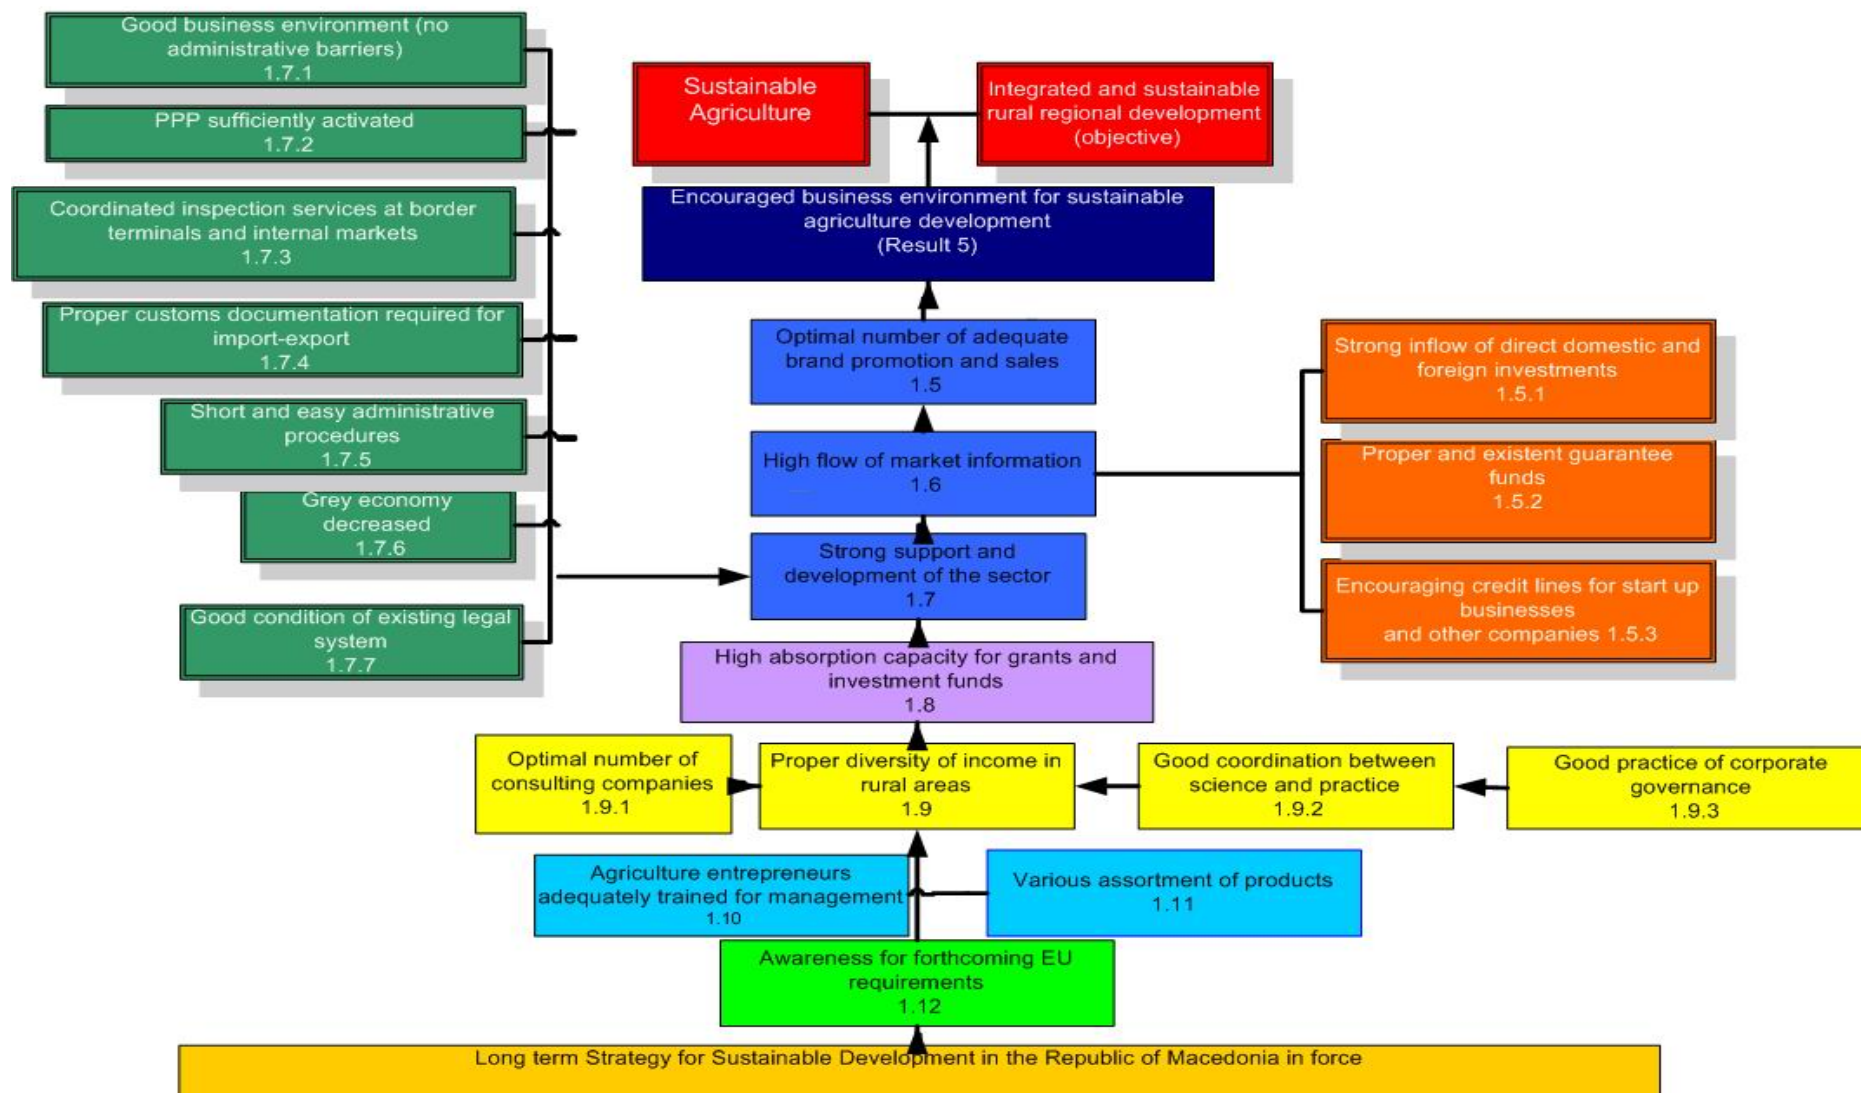 Good business environment (no
administrative barriers)
1.7.1
PPP sufficiently activated
1.7.2
Coordinated inspection services at border
terminals and internal markets
1.7.3
Proper customs documentation required for
import-export
1.7.4
Short and easy administrative
procedures
1.7.5
Grey economy
decreased
1.7.6
Good condition of existing legal
system
1.7.7
Sustainable
Agriculture
Integrated and sustainable
rural regional development
(objective)
Encouraged business environment for sustainable
agriculture development
(Result 5)
Optimal number of adequate
brand promotion and sales
1.5
High flow of market information
1.6
Strong support and
development of the sector
1.7
Strong inflow of direct domestic and
foreign investments
1.5.1
Proper and existent guarantee
funds
1.5.2
Encouraging credit lines for start up
businesses
and other companies 1.5.3
High absorption capacity for grants and
investment funds
1.8
Optimal number of
consulting companies
1.9.1
Proper diversity of income in
rural areas
1.9
Good coordination between
science and practice
1.9.2
Good practice of corporate
governance
1.9.3
Agriculture entrepreneurs
adequately trained for management
1.10
Various assortment of products
1.11
Awareness for forthcoming EU
requirements
1.12
Long term Strategy for Sustainable Development in the Republic of Macedonia in force